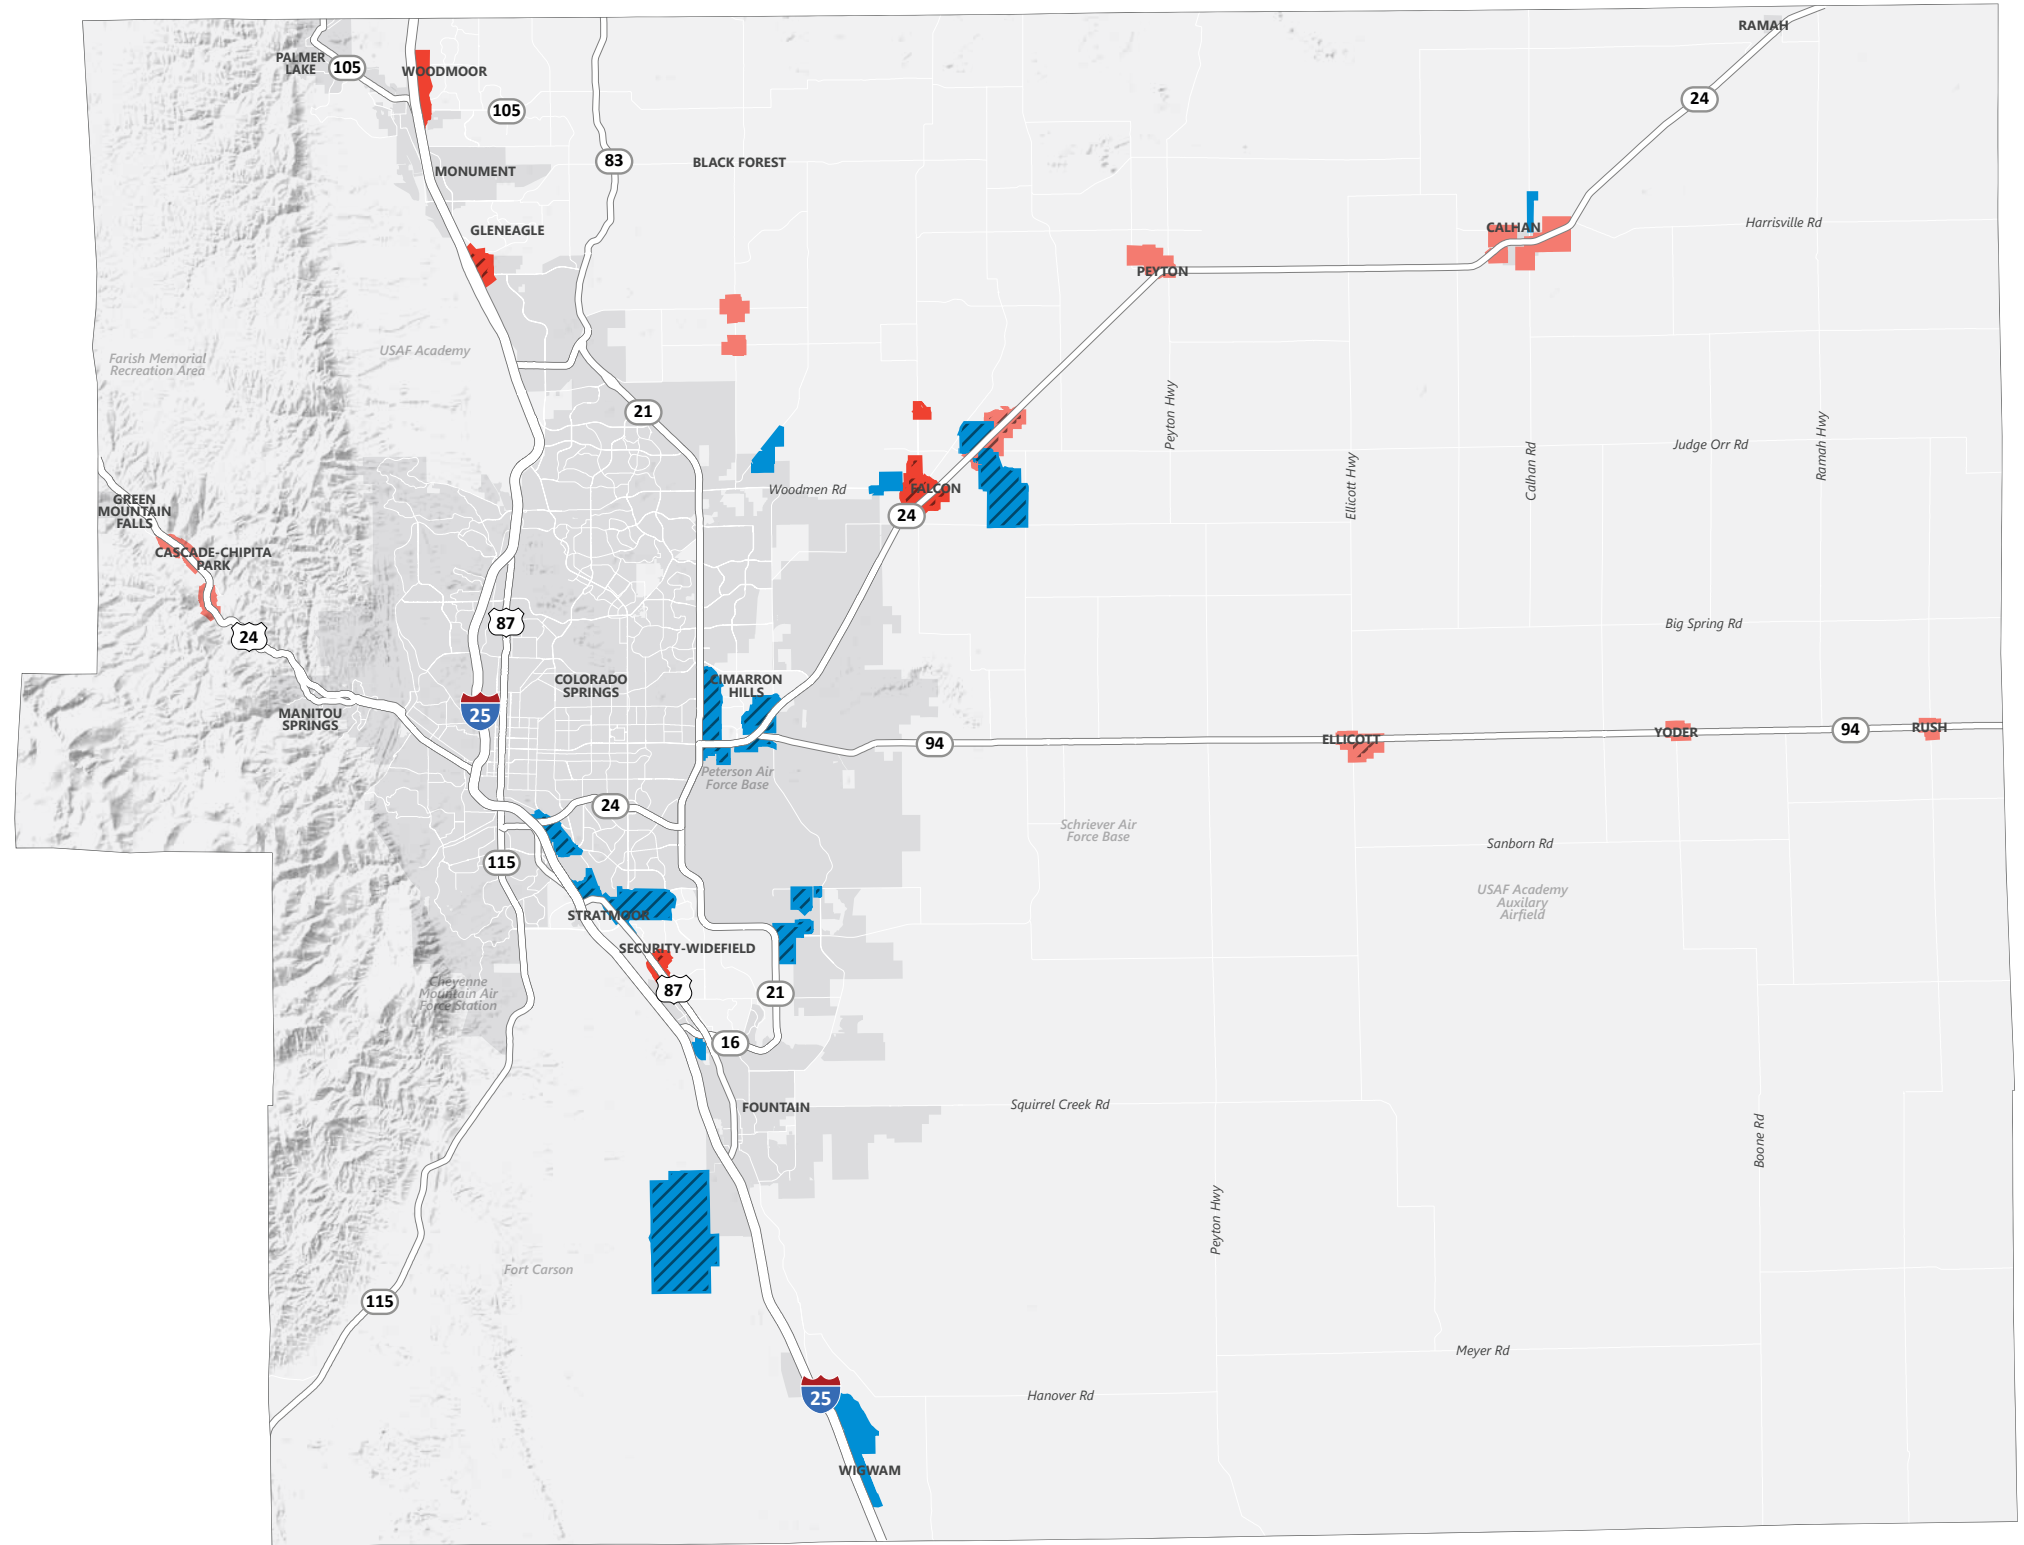 RAMAH
PALMER
LAKE
105
WOODMOOR
24
105
83
BLACK FOREST
MONUMENT
Harrisville Rd
CALHAN
GLENEAGLE
PEYTON
USAF Academy
Farish Memorial
Recreation Area
21
Peyton Hwy
Ellicott Hwy
Calhan Rd
Judge Orr Rd
Ramah Hwy
Woodmen Rd
FALCON
24
GREEN
MOUNTAIN
FALLS
CASCADE-CHIPITA
PARK
87
24
Big Spring Rd
COLORADO
SPRINGS
CIMARRON
HILLS
25
MANITOU
SPRINGS
94
ELLICOTT
YODER
94
RUSH
Peterson Air
Force Base
24
Schriever Air
Force Base
Sanborn Rd
115
USAF Academy
Auxilary
Airfield
STRATMOOR
SECURITY-WIDEFIELD
Cheyenne
Mountain Air
Force Station
87
21
16
FOUNTAIN
Squirrel Creek Rd
Boone Rd
Peyton Hwy
Fort Carson
115
Meyer Rd
25
Hanover Rd
WIGWAM